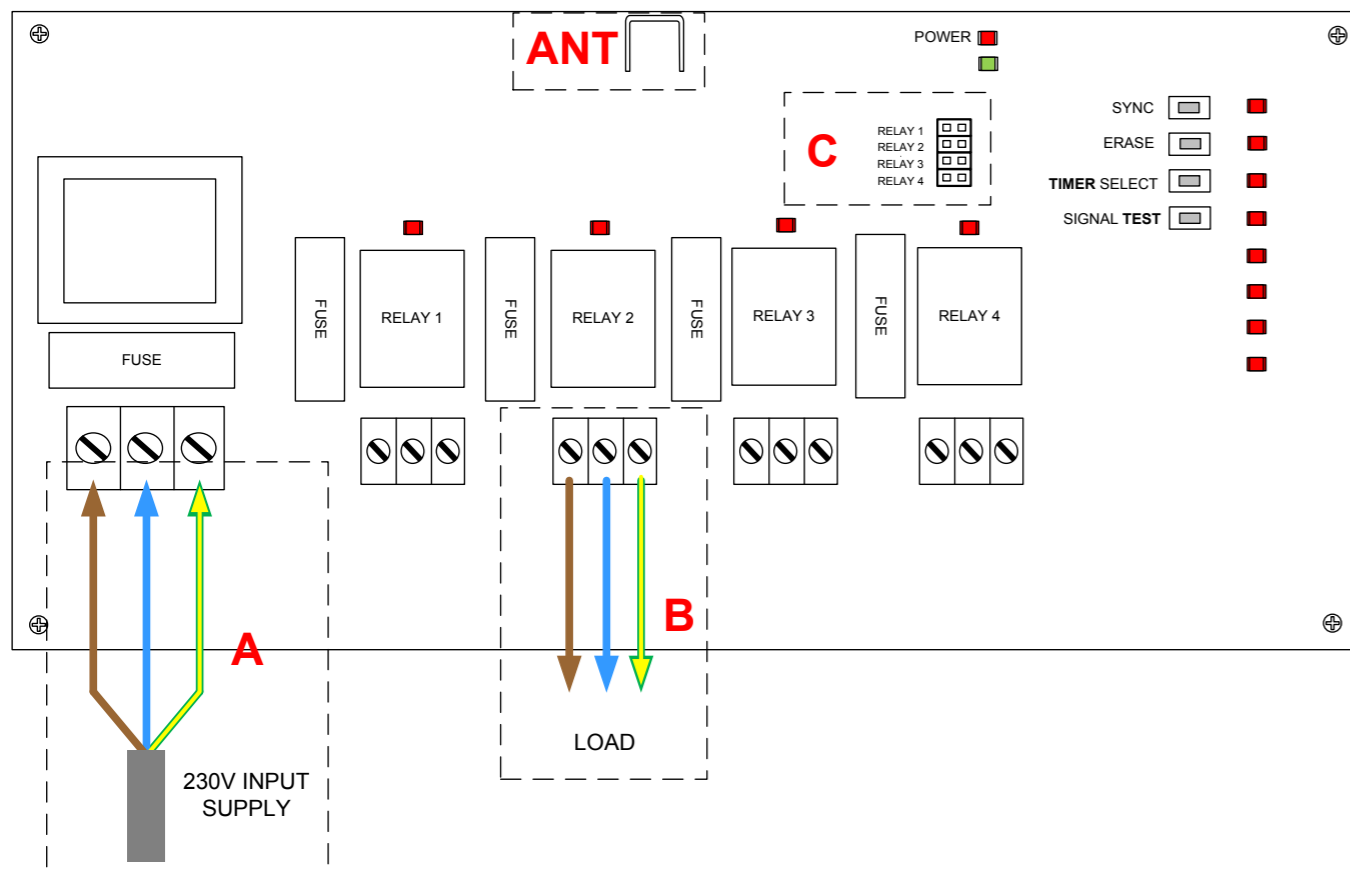 ANT
POWER
SYNC
ERASE
TIMER SELECT
SIGNAL TEST
C
RELAY 1
RELAY 2
RELAY 3
RELAY 4
FUSE
FUSE
RELAY 1
FUSE
RELAY 2
FUSE
RELAY 3
FUSE
RELAY 4
A
230V INPUT
SUPPLY
B
LOAD